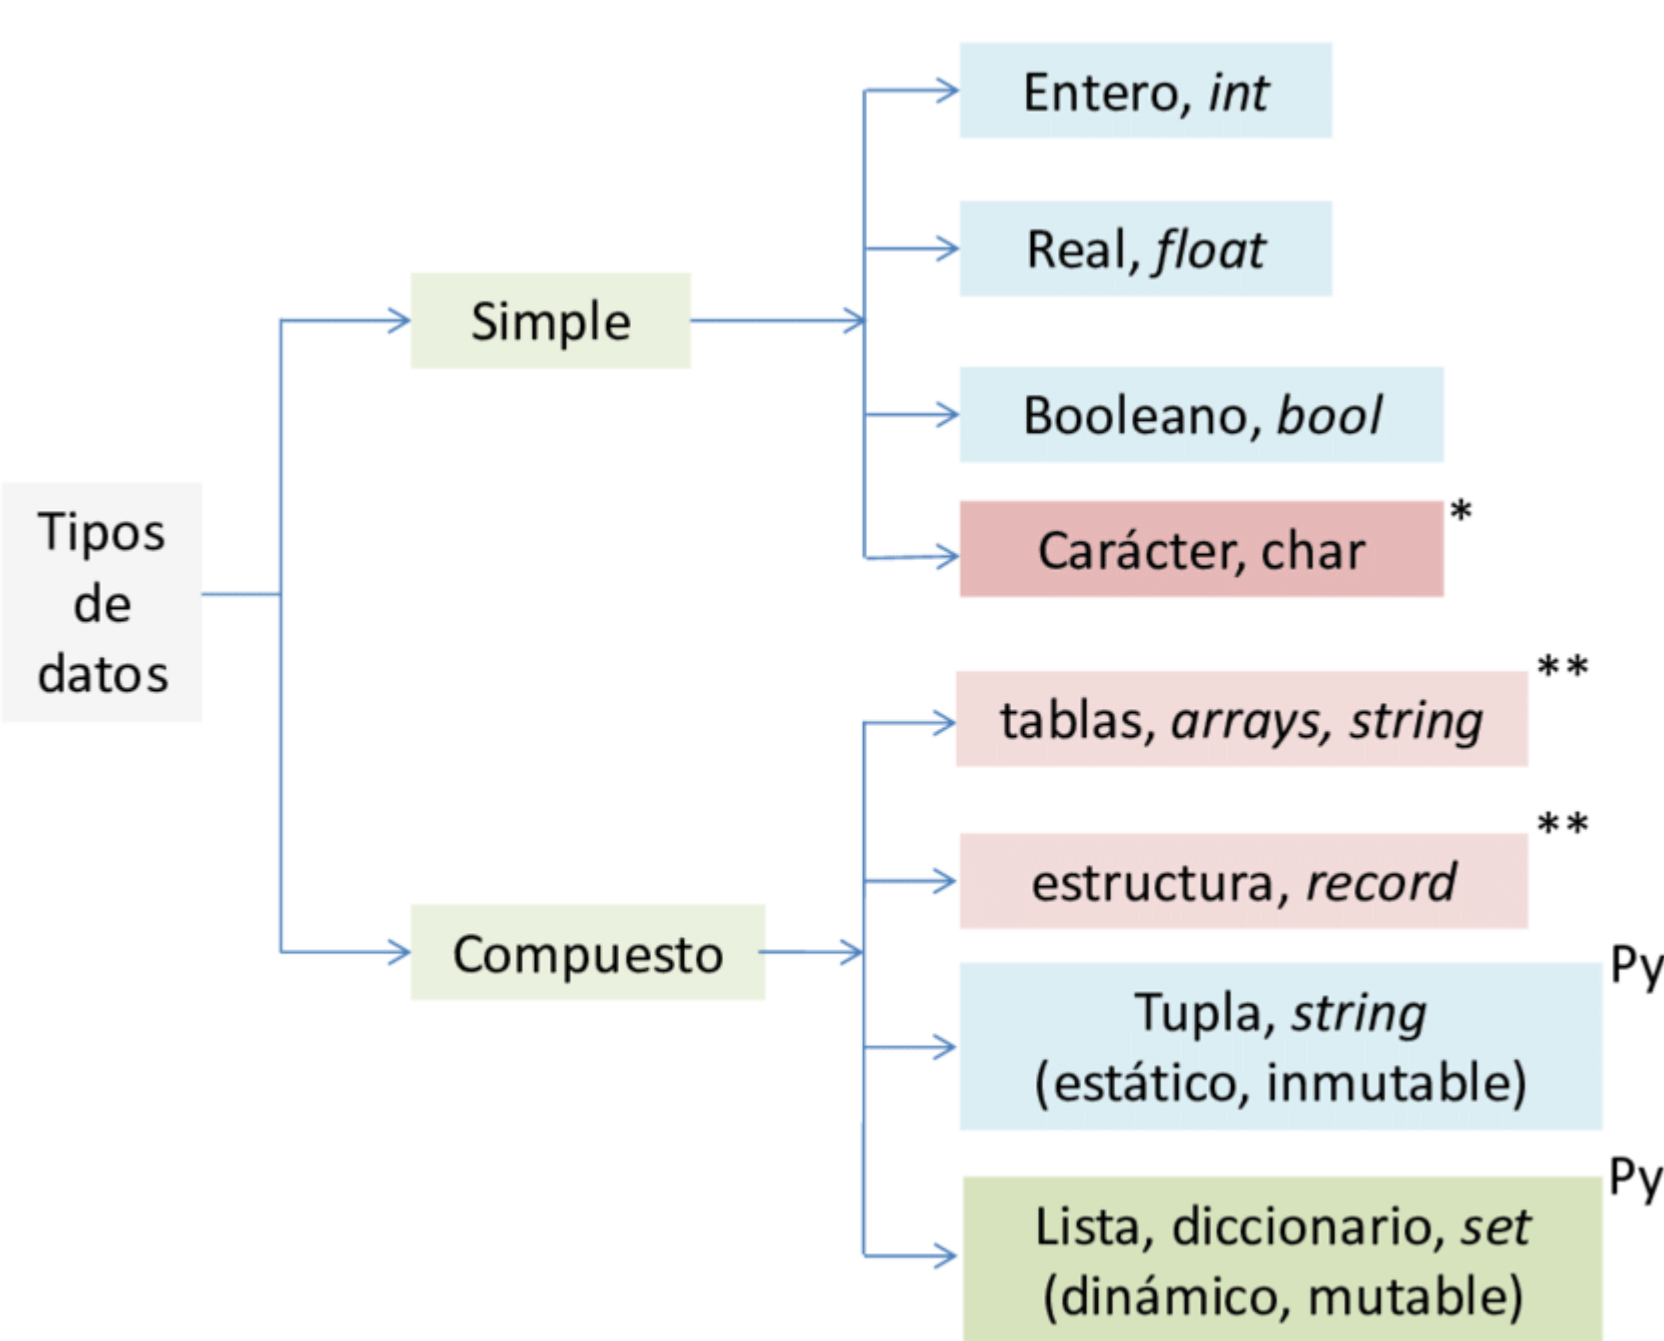 Tipos
de
datos
Simple
Entero, int
Real, float
Booleano, bool
Carácter, char *
Compuesto
tablas, arrays, string **
estructura, record **
Tupla, string Py
(estático, inmutable)
Lista, diccionario, set Py
(dinámico, mutable)